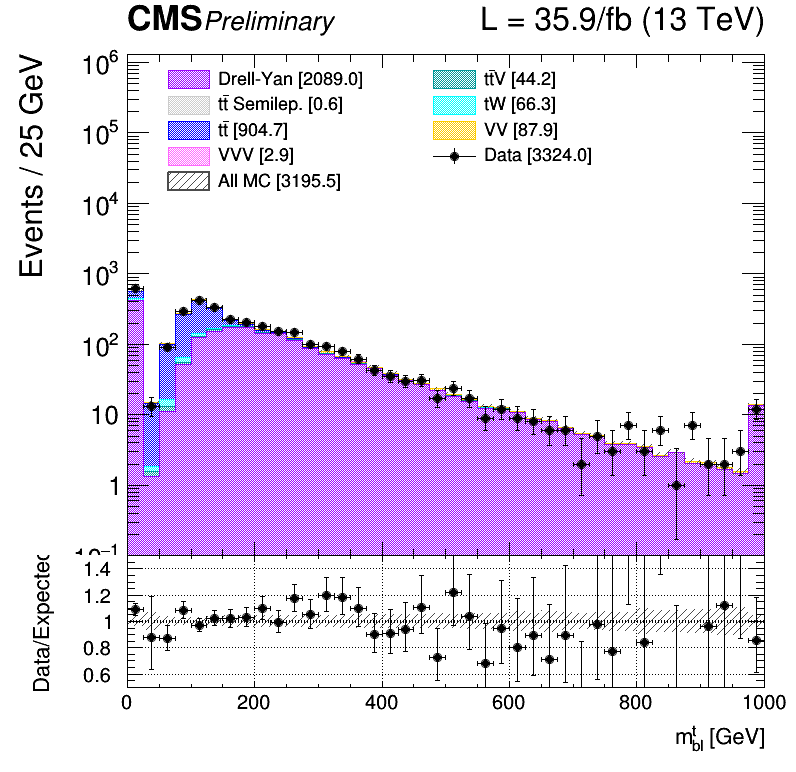 CMS Preliminary L = 35.9/fb (13 TeV)
Events / 25 GeV
10⁶
10⁵
10⁴
10³
10²
10
1
10⁻¹
Drell-Yan [2089.0]
tt̄ Semilep. [0.6]
tt̄ [904.7]
VVV [2.9]
All MC [3195.5]
tt̄V [44.2]
tW [66.3]
VV [87.9]
Data [3324.0]
Data/Expected
1.4
1.2
1
0.8
0.6
0 200 400 600 800 1000
mᵗbl [GeV]